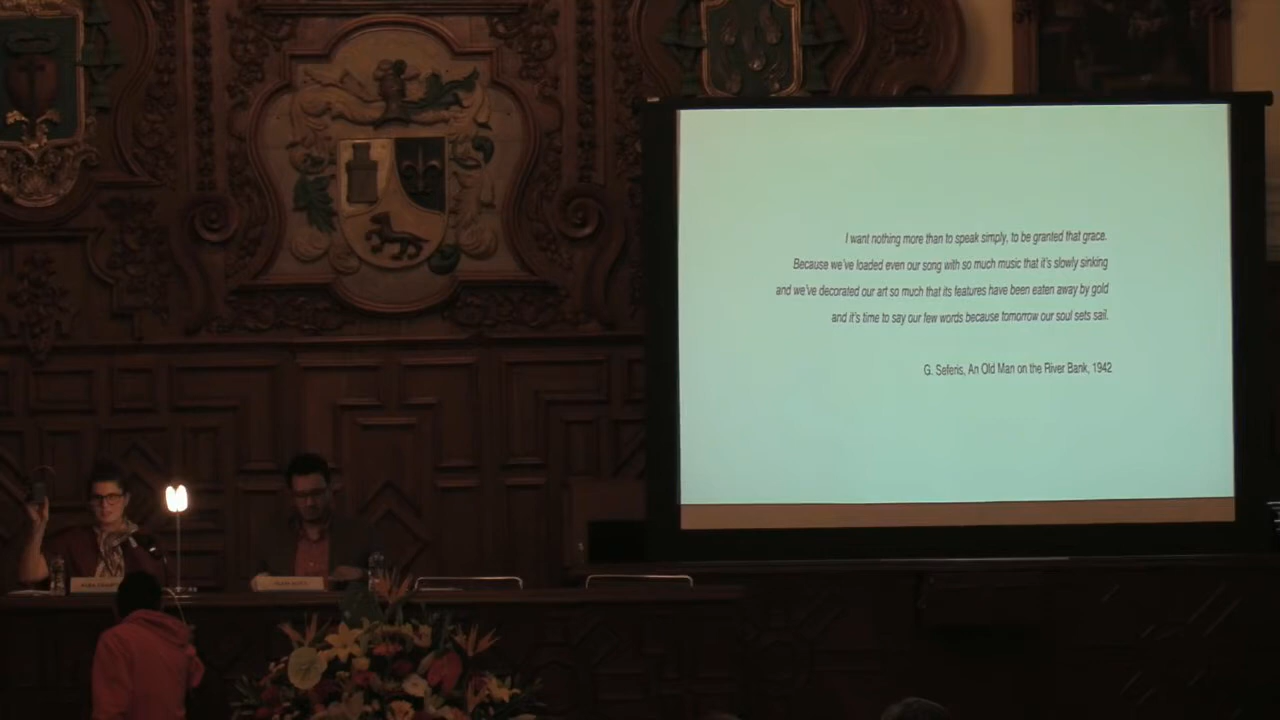 I want nothing more than to speak simply, to be granted that grace.
Because we've loaded even our song with so much music that it's slowly sinking
and we've decorated our art so much that its features have been eaten away by gold
and it's time to say our few words because tomorrow our soul sets sail.
G. Seferis, An Old Man on the River Bank, 1942